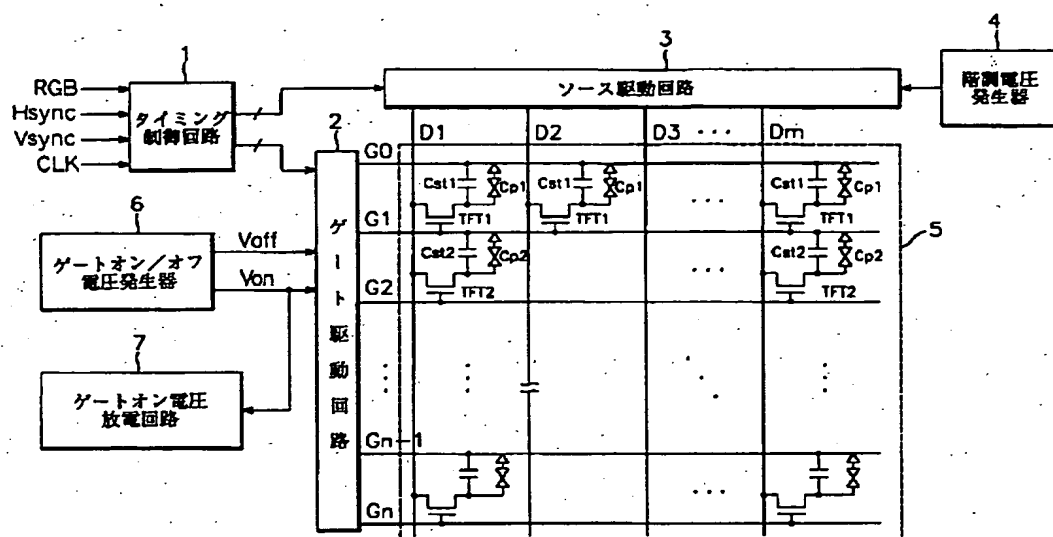 1
RGB
Hsync
Vsync
CLK
タイミング
制御回路
3
ソース駆動回路
4
階調電圧
発生器
D1 D2 D3 ... Dm
2
ゲート駆動回路
G0
Cst1 Cp1 Cst1 Cp1 Cst1 Cp1
TFT1 TFT1 ... TFT1
G1
5
Cst2 Cp2 Cst2 Cp2
TFT2 ... TFT2
G2
6
ゲートオン/オフ
電圧発生器
Voff
Von
7
ゲートオン電圧
放電回路
Gn-1
...
Gn